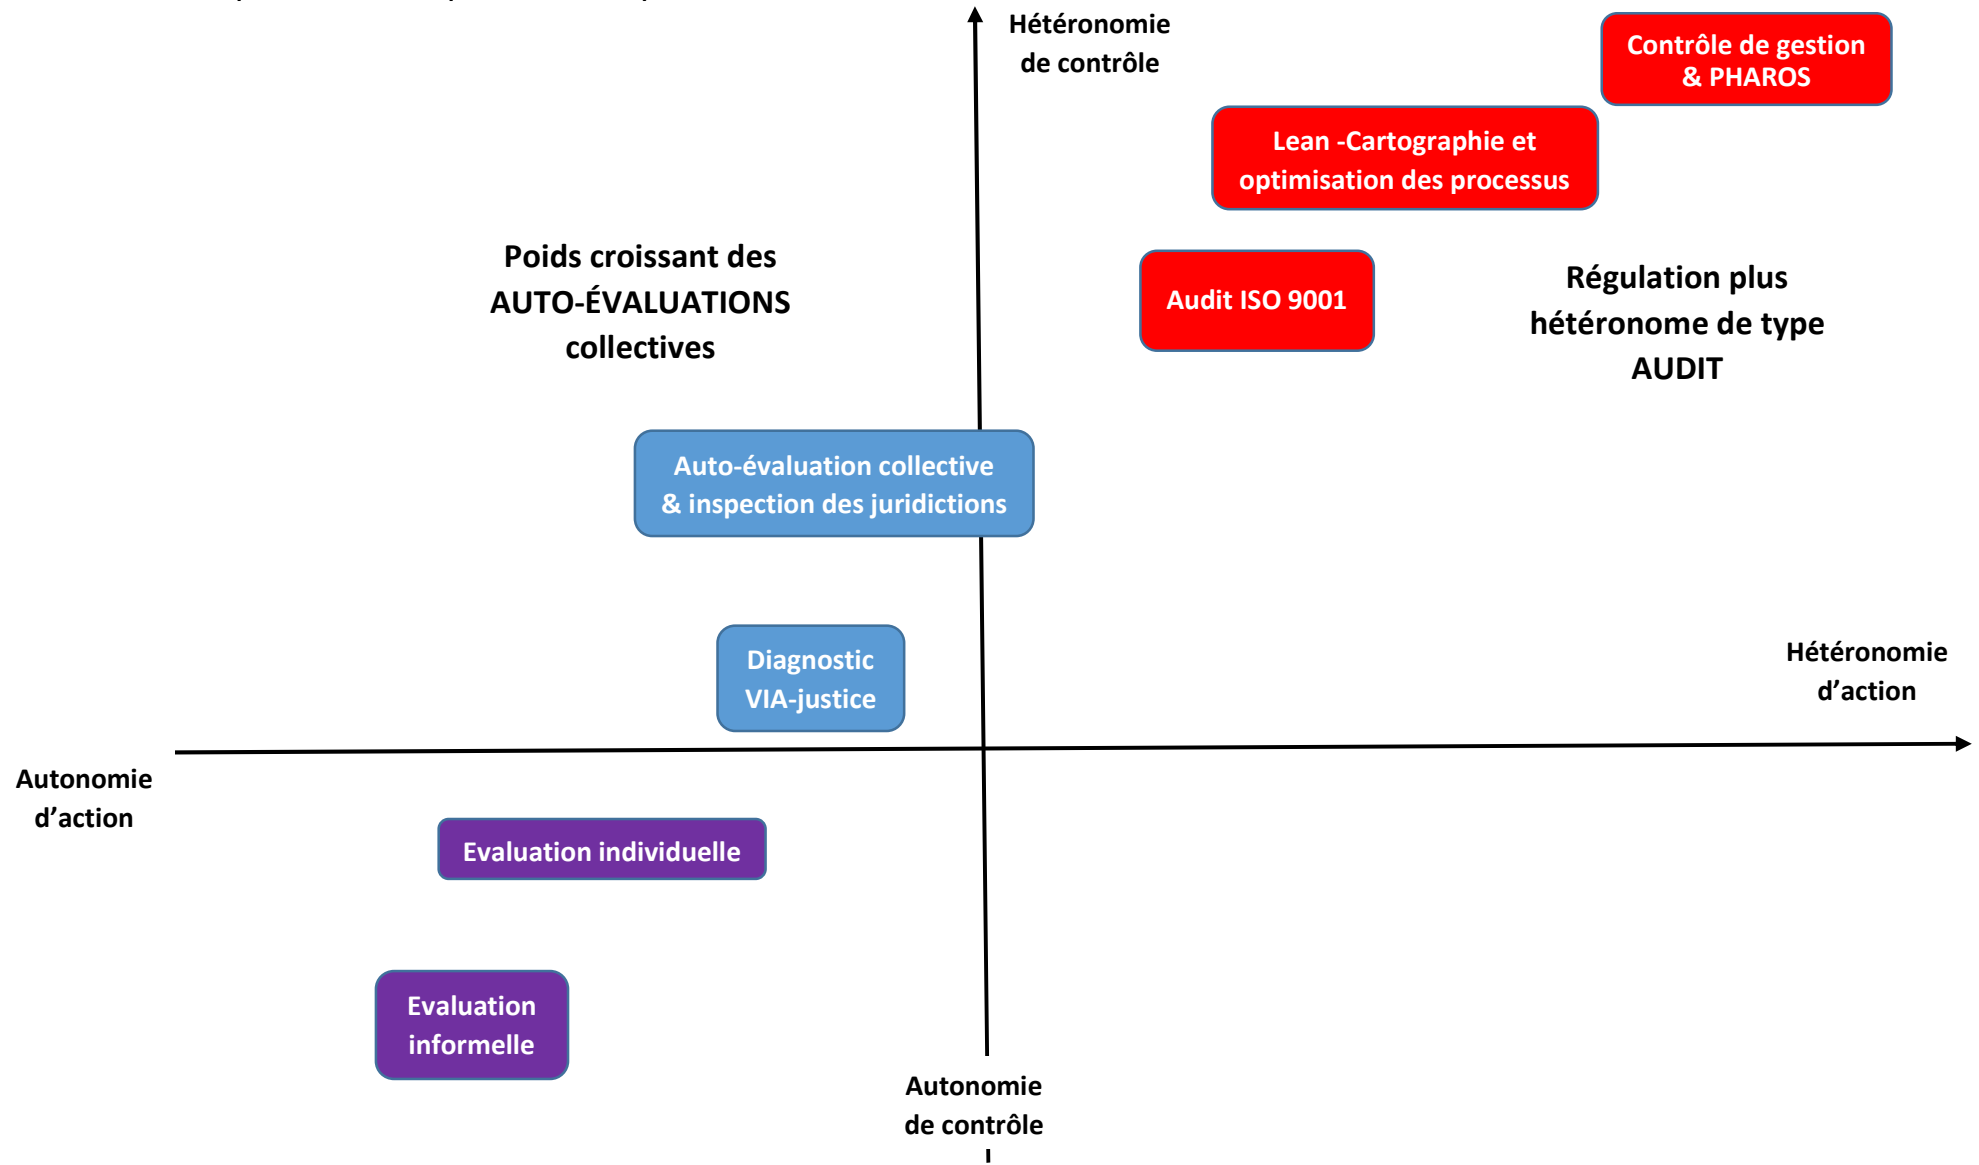 Hétéronomie
de contrôle
Contrôle de gestion
& PHAROS
Lean -Cartographie et
optimisation des processus
Poids croissant des
AUTO-ÉVALUATIONS
collectives
Audit ISO 9001
Régulation plus
hétéronome de type
AUDIT
Auto-évaluation collective
& inspection des juridictions
Diagnostic
VIA-justice
Hétéronomie
d’action
Autonomie
d’action
Evaluation individuelle
Evaluation
informelle
Autonomie
de contrôle